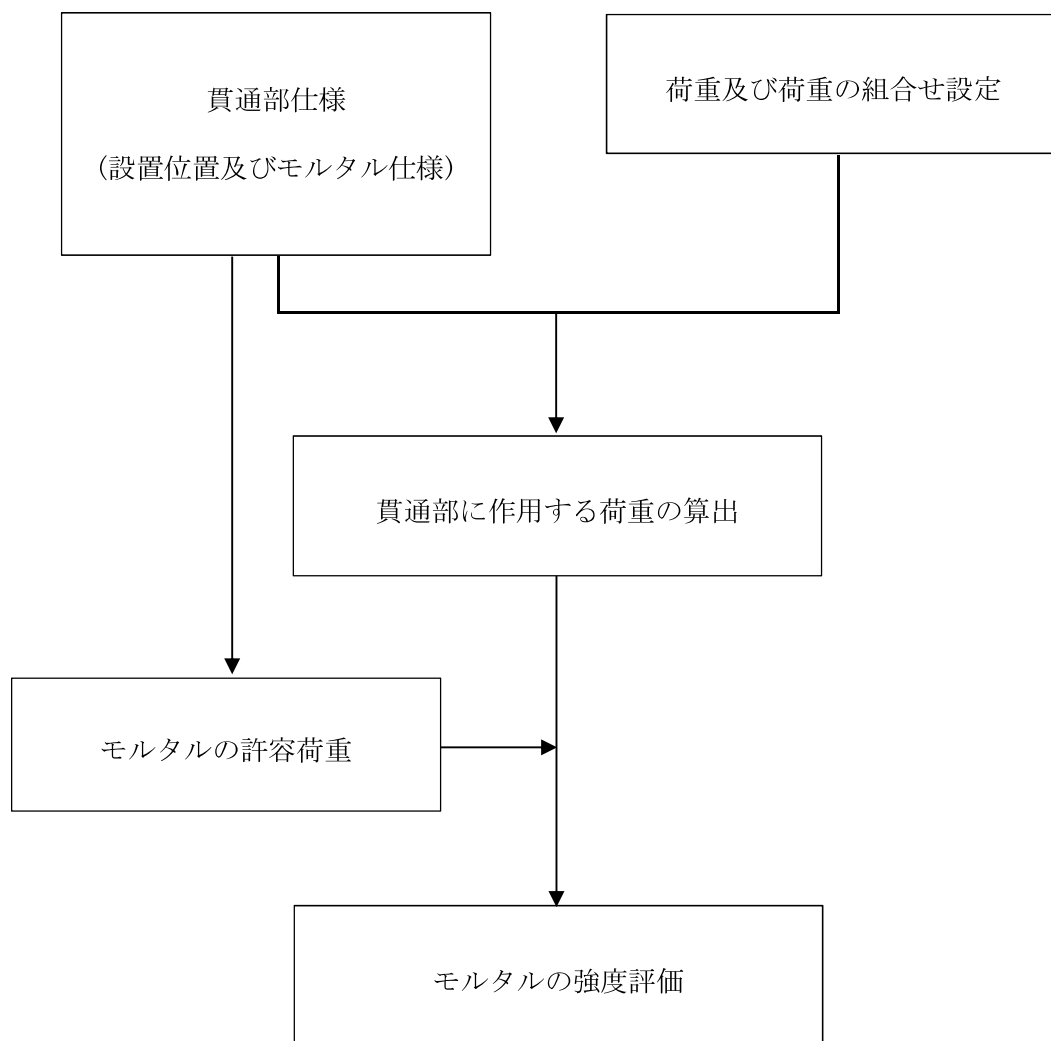 貫通部仕様
（設置位置及びモルタル仕様）
荷重及び荷重の組合せ設定
貫通部に作用する荷重の算出
モルタルの許容荷重
モルタルの強度評価